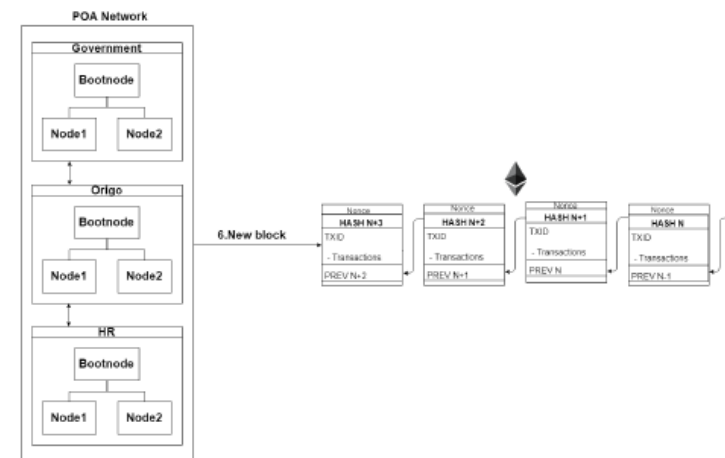 POA Network
Government
Bootnode
Node1 Node2
Origo
Bootnode
Node1 Node2
HR
Bootnode
Node1 Node2
6.New block
Nonce
HASH N+3
TXID
- Transactions
PREV N+2
Nonce
HASH N+2
TXID
- Transactions
PREV N+1
Nonce
HASH N+1
TXID
- Transactions
PREV N
Nonce
HASH N
TXID
- Transactions
PREV N-1